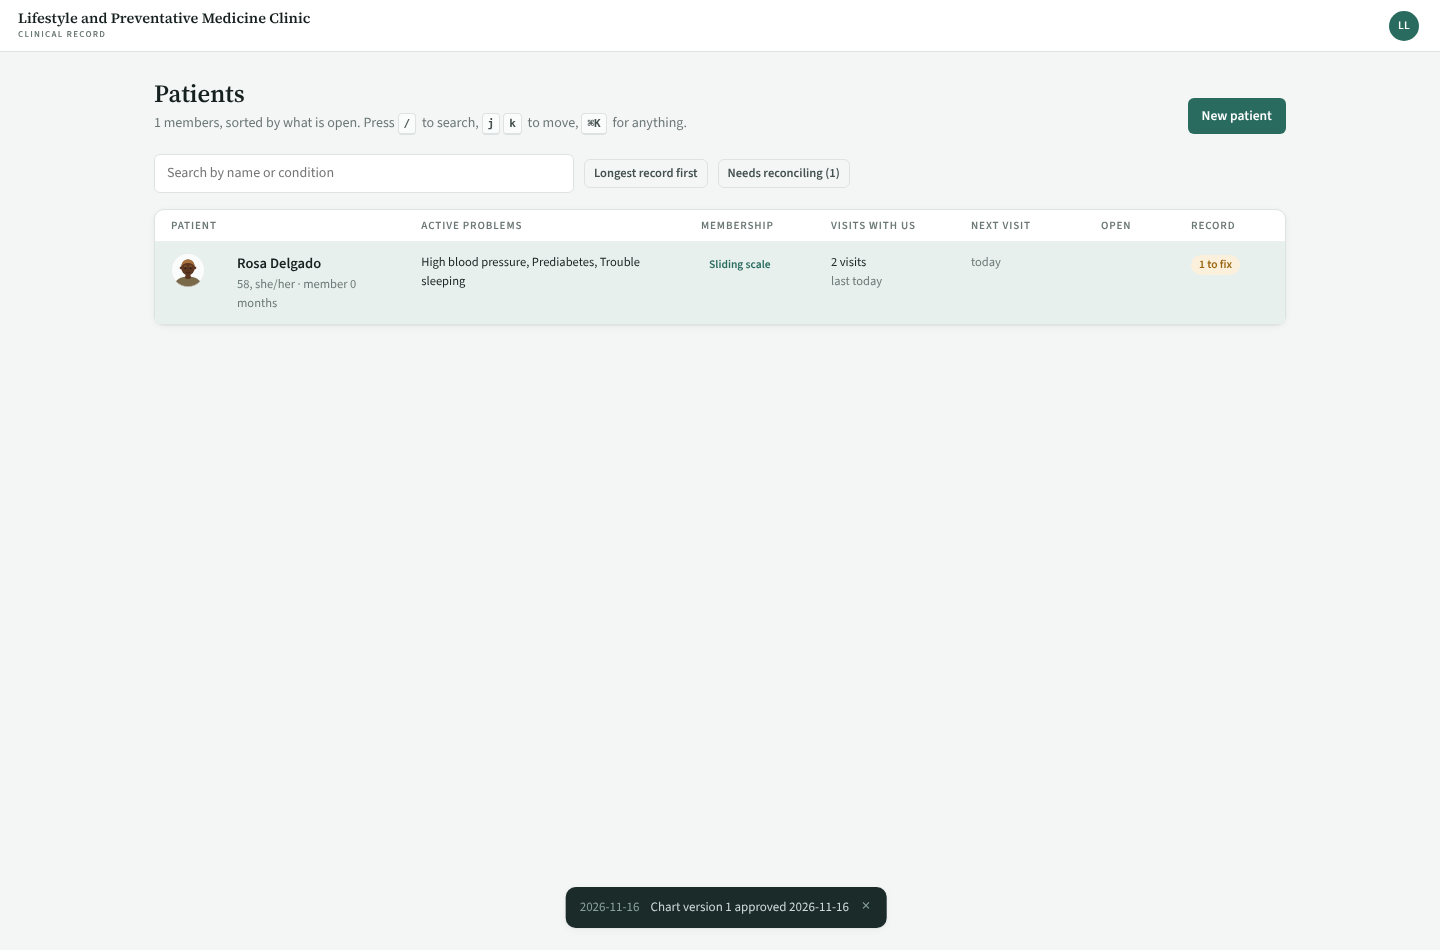 Lifestyle and Preventative Medicine Clinic
CLINICAL RECORD
LL
Patients
1 members, sorted by what is open. Press / to search, j k to move, ⌘K for anything.
New patient
Search by name or condition
Longest record first
Needs reconciling (1)
PATIENT ACTIVE PROBLEMS MEMBERSHIP VISITS WITH US NEXT VISIT OPEN RECORD
Rosa Delgado
58, she/her · member 0
months
High blood pressure, Prediabetes, Trouble
sleeping
Sliding scale
2 visits
last today
today
1 to fix
2026-11-16 Chart version 1 approved 2026-11-16 ×